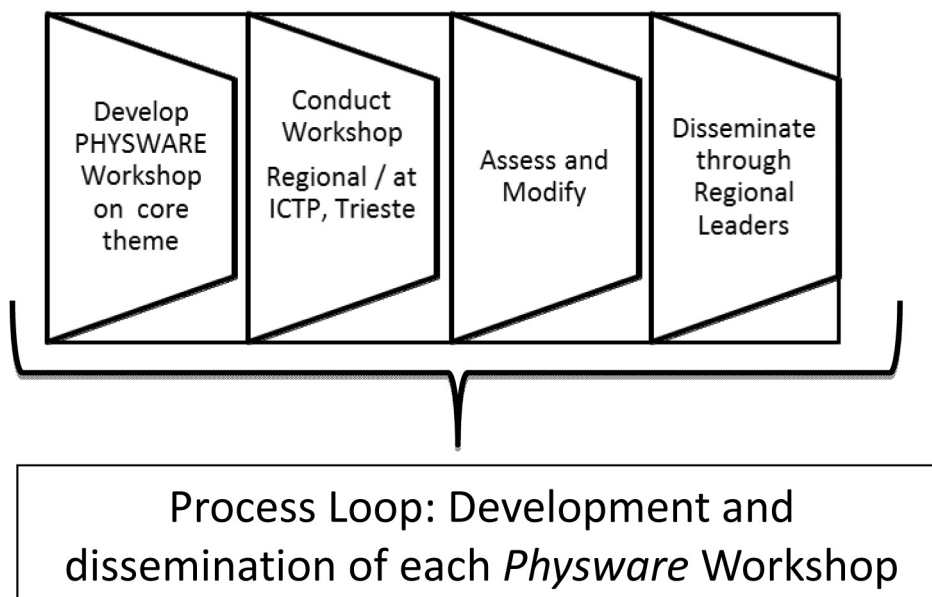 Develop
PHYSWARE
Workshop
on core
theme
Conduct
Workshop
Regional / at
ICTP, Trieste
Assess and
Modify
Disseminate
through
Regional
Leaders
Process Loop: Development and
dissemination of each Physware Workshop